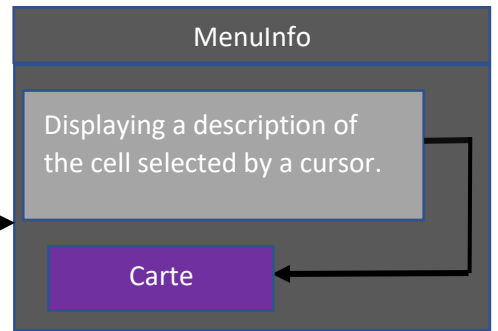 MenuInfo
Displaying a description of
the cell selected by a cursor.
Carte